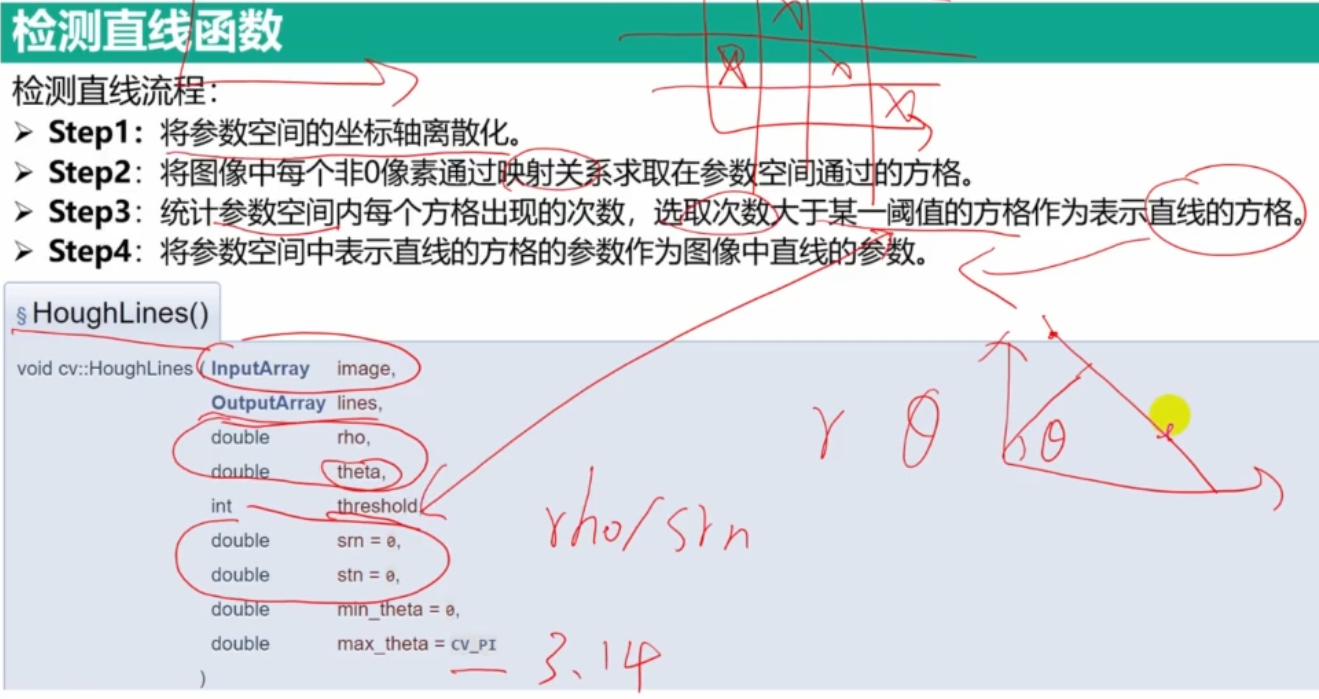 检测直线函数
检测直线流程：
➢ Step1：将参数空间的坐标轴离散化。
➢ Step2：将图像中每个非0像素通过映射关系求取在参数空间通过的方格。
➢ Step3：统计参数空间内每个方格出现的次数，选取次数大于某一阈值的方格作为表示直线的方格。
➢ Step4：将参数空间中表示直线的方格的参数作为图像中直线的参数。
§ HoughLines()
void cv::HoughLines ( InputArray image,
OutputArray lines,
double rho,
double theta,
int threshold,
double srn = 0,
double stn = 0,
double min_theta = 0,
double max_theta = CV_PI
)
r θ
θ
rho/srn
3.14